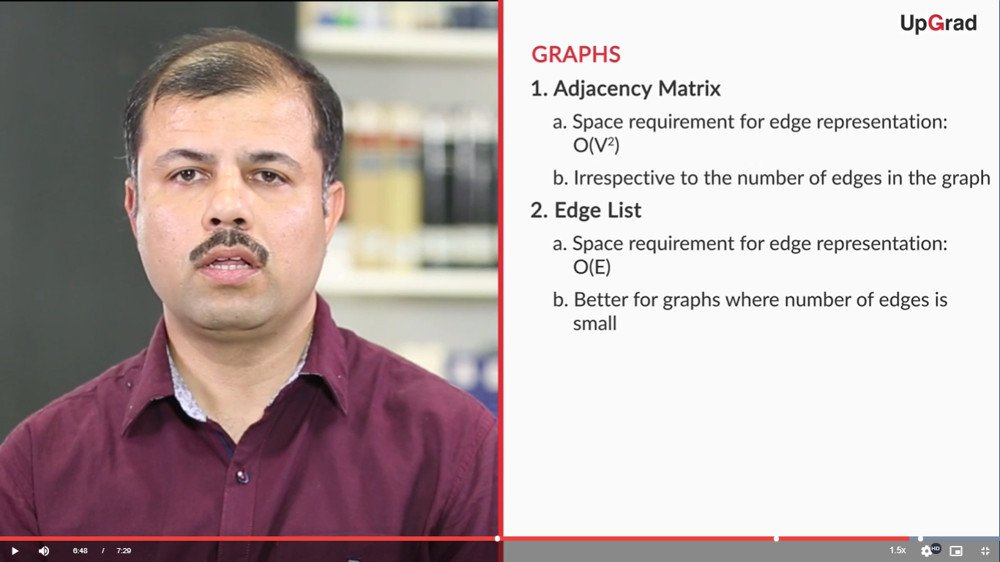 UpGrad
GRAPHS
1. Adjacency Matrix
a. Space requirement for edge representation:
O(V²)
b. Irrespective to the number of edges in the graph
2. Edge List
a. Space requirement for edge representation:
O(E)
b. Better for graphs where number of edges is
small
6:48 / 7:29
1.5x
HD